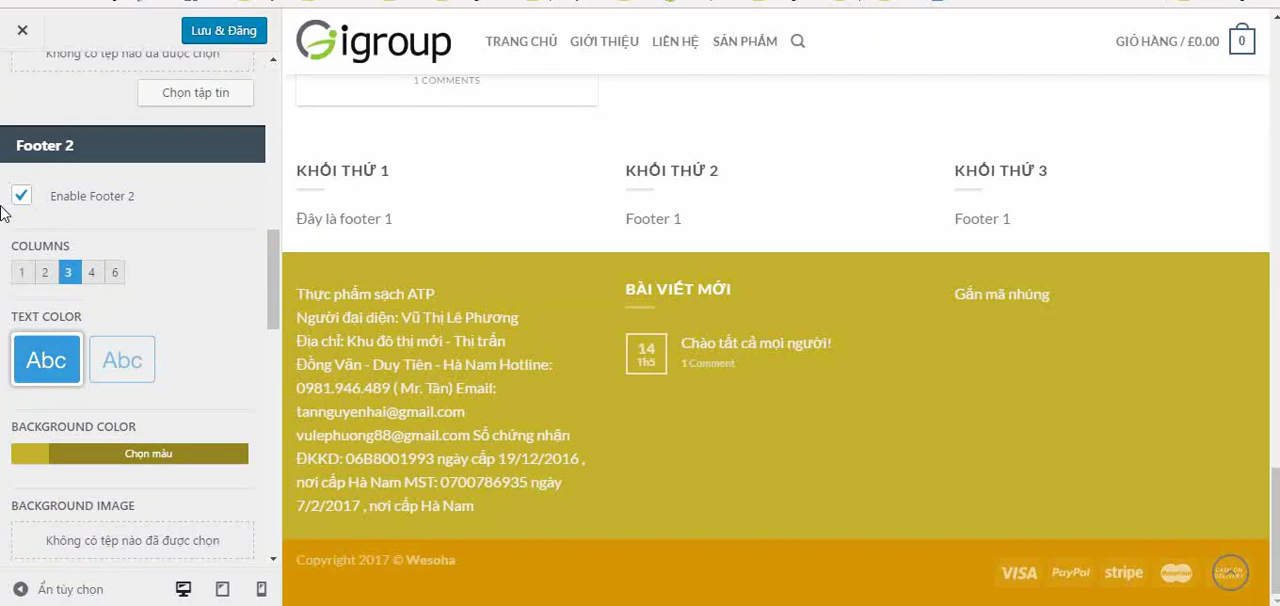 Lưu & Đăng
Không có tệp nào đã được chọn
Chọn tập tin
Footer 2
Enable Footer 2
COLUMNS
1 2 3 4 6
TEXT COLOR
Abc Abc
BACKGROUND COLOR
Chọn màu
BACKGROUND IMAGE
Không có tệp nào đã được chọn
Ẩn tùy chọn
Gigroup
TRANG CHỦ GIỚI THIỆU LIÊN HỆ SẢN PHẨM
GIỎ HÀNG / £0.00 0
1 COMMENTS
KHỐI THỨ 1
Đây là footer 1
KHỐI THỨ 2
Footer 1
KHỐI THỨ 3
Footer 1
Thực phẩm sạch ATP
Người đại diện: Vũ Thị Lê Phương
Địa chỉ: Khu đô thị mới - Thị trấn
Đồng Văn - Duy Tiên - Hà Nam Hotline:
0981.946.489 ( Mr. Tân) Email:
tannguyenhai@gmail.com
vulephuong88@gmail.com Số chứng nhận
ĐKKD: 06B8001993 ngày cấp 19/12/2016 ,
nơi cấp Hà Nam MST: 0700786935 ngày
7/2/2017 , nơi cấp Hà Nam
BÀI VIẾT MỚI
14
Th5
Chào tất cả mọi người!
1 Comment
Gắn mã nhúng
Copyright 2017 © Wesoha
VISA PayPal stripe MasterCard CASH ON DELIVERY